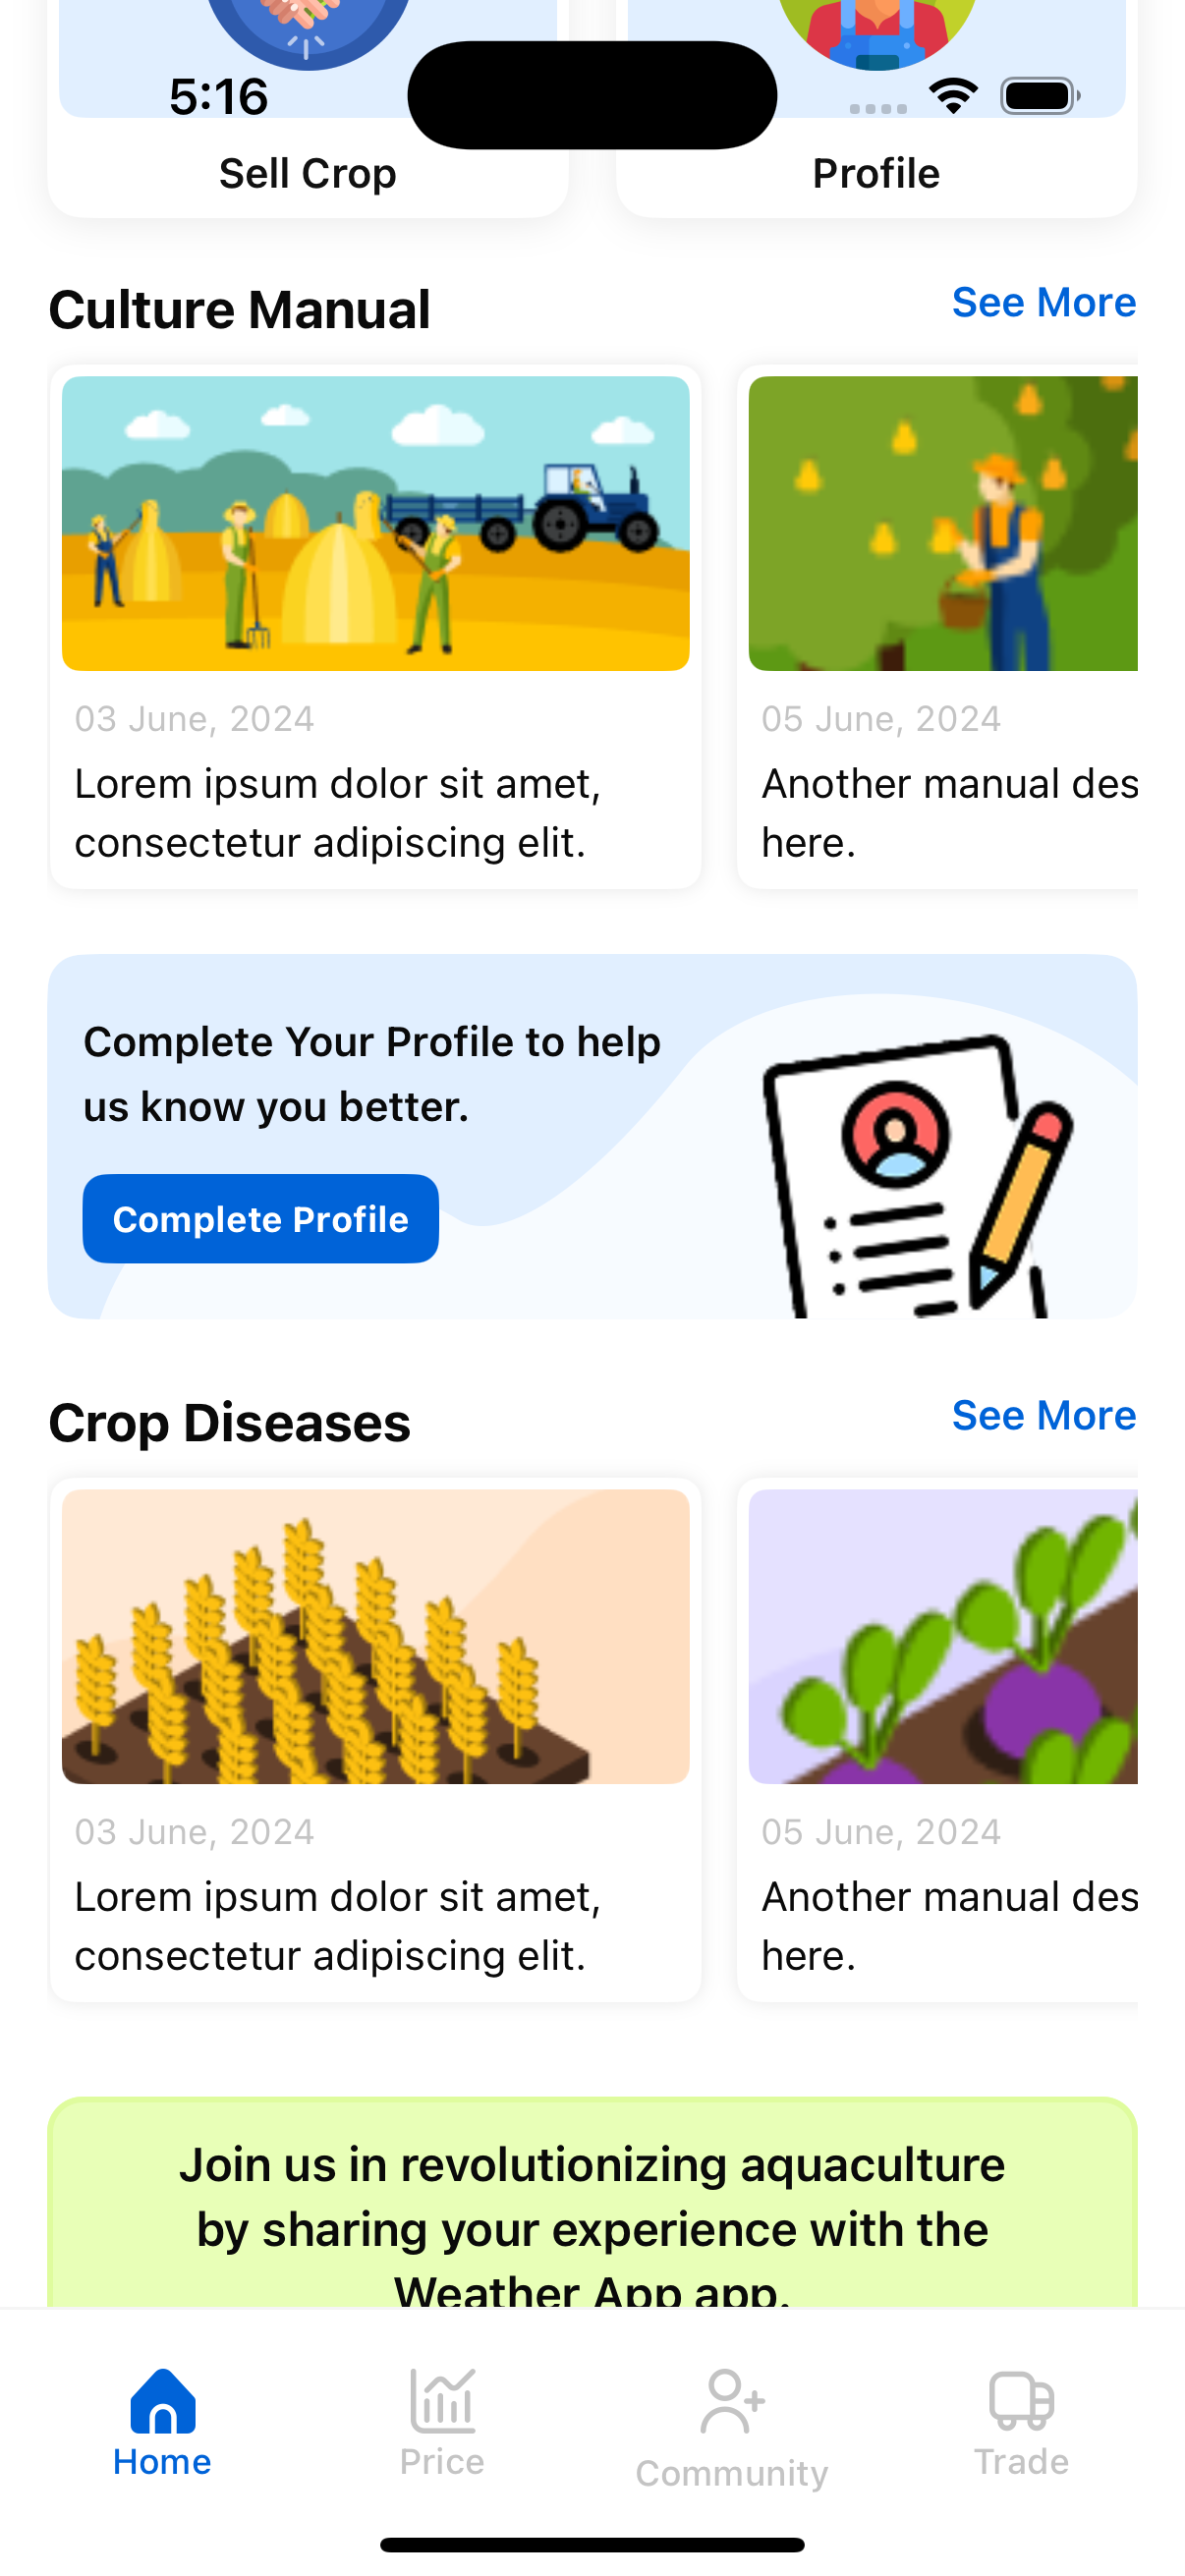 5:16
Sell Crop
Profile
Culture Manual
See More
03 June, 2024
Lorem ipsum dolor sit amet,
consectetur adipiscing elit.
05 June, 2024
Another manual des
here.
Complete Your Profile to help
us know you better.
Complete Profile
Crop Diseases
See More
03 June, 2024
Lorem ipsum dolor sit amet,
consectetur adipiscing elit.
05 June, 2024
Another manual des
here.
Join us in revolutionizing aquaculture
by sharing your experience with the
Weather App app.
Home
Price
Community
Trade